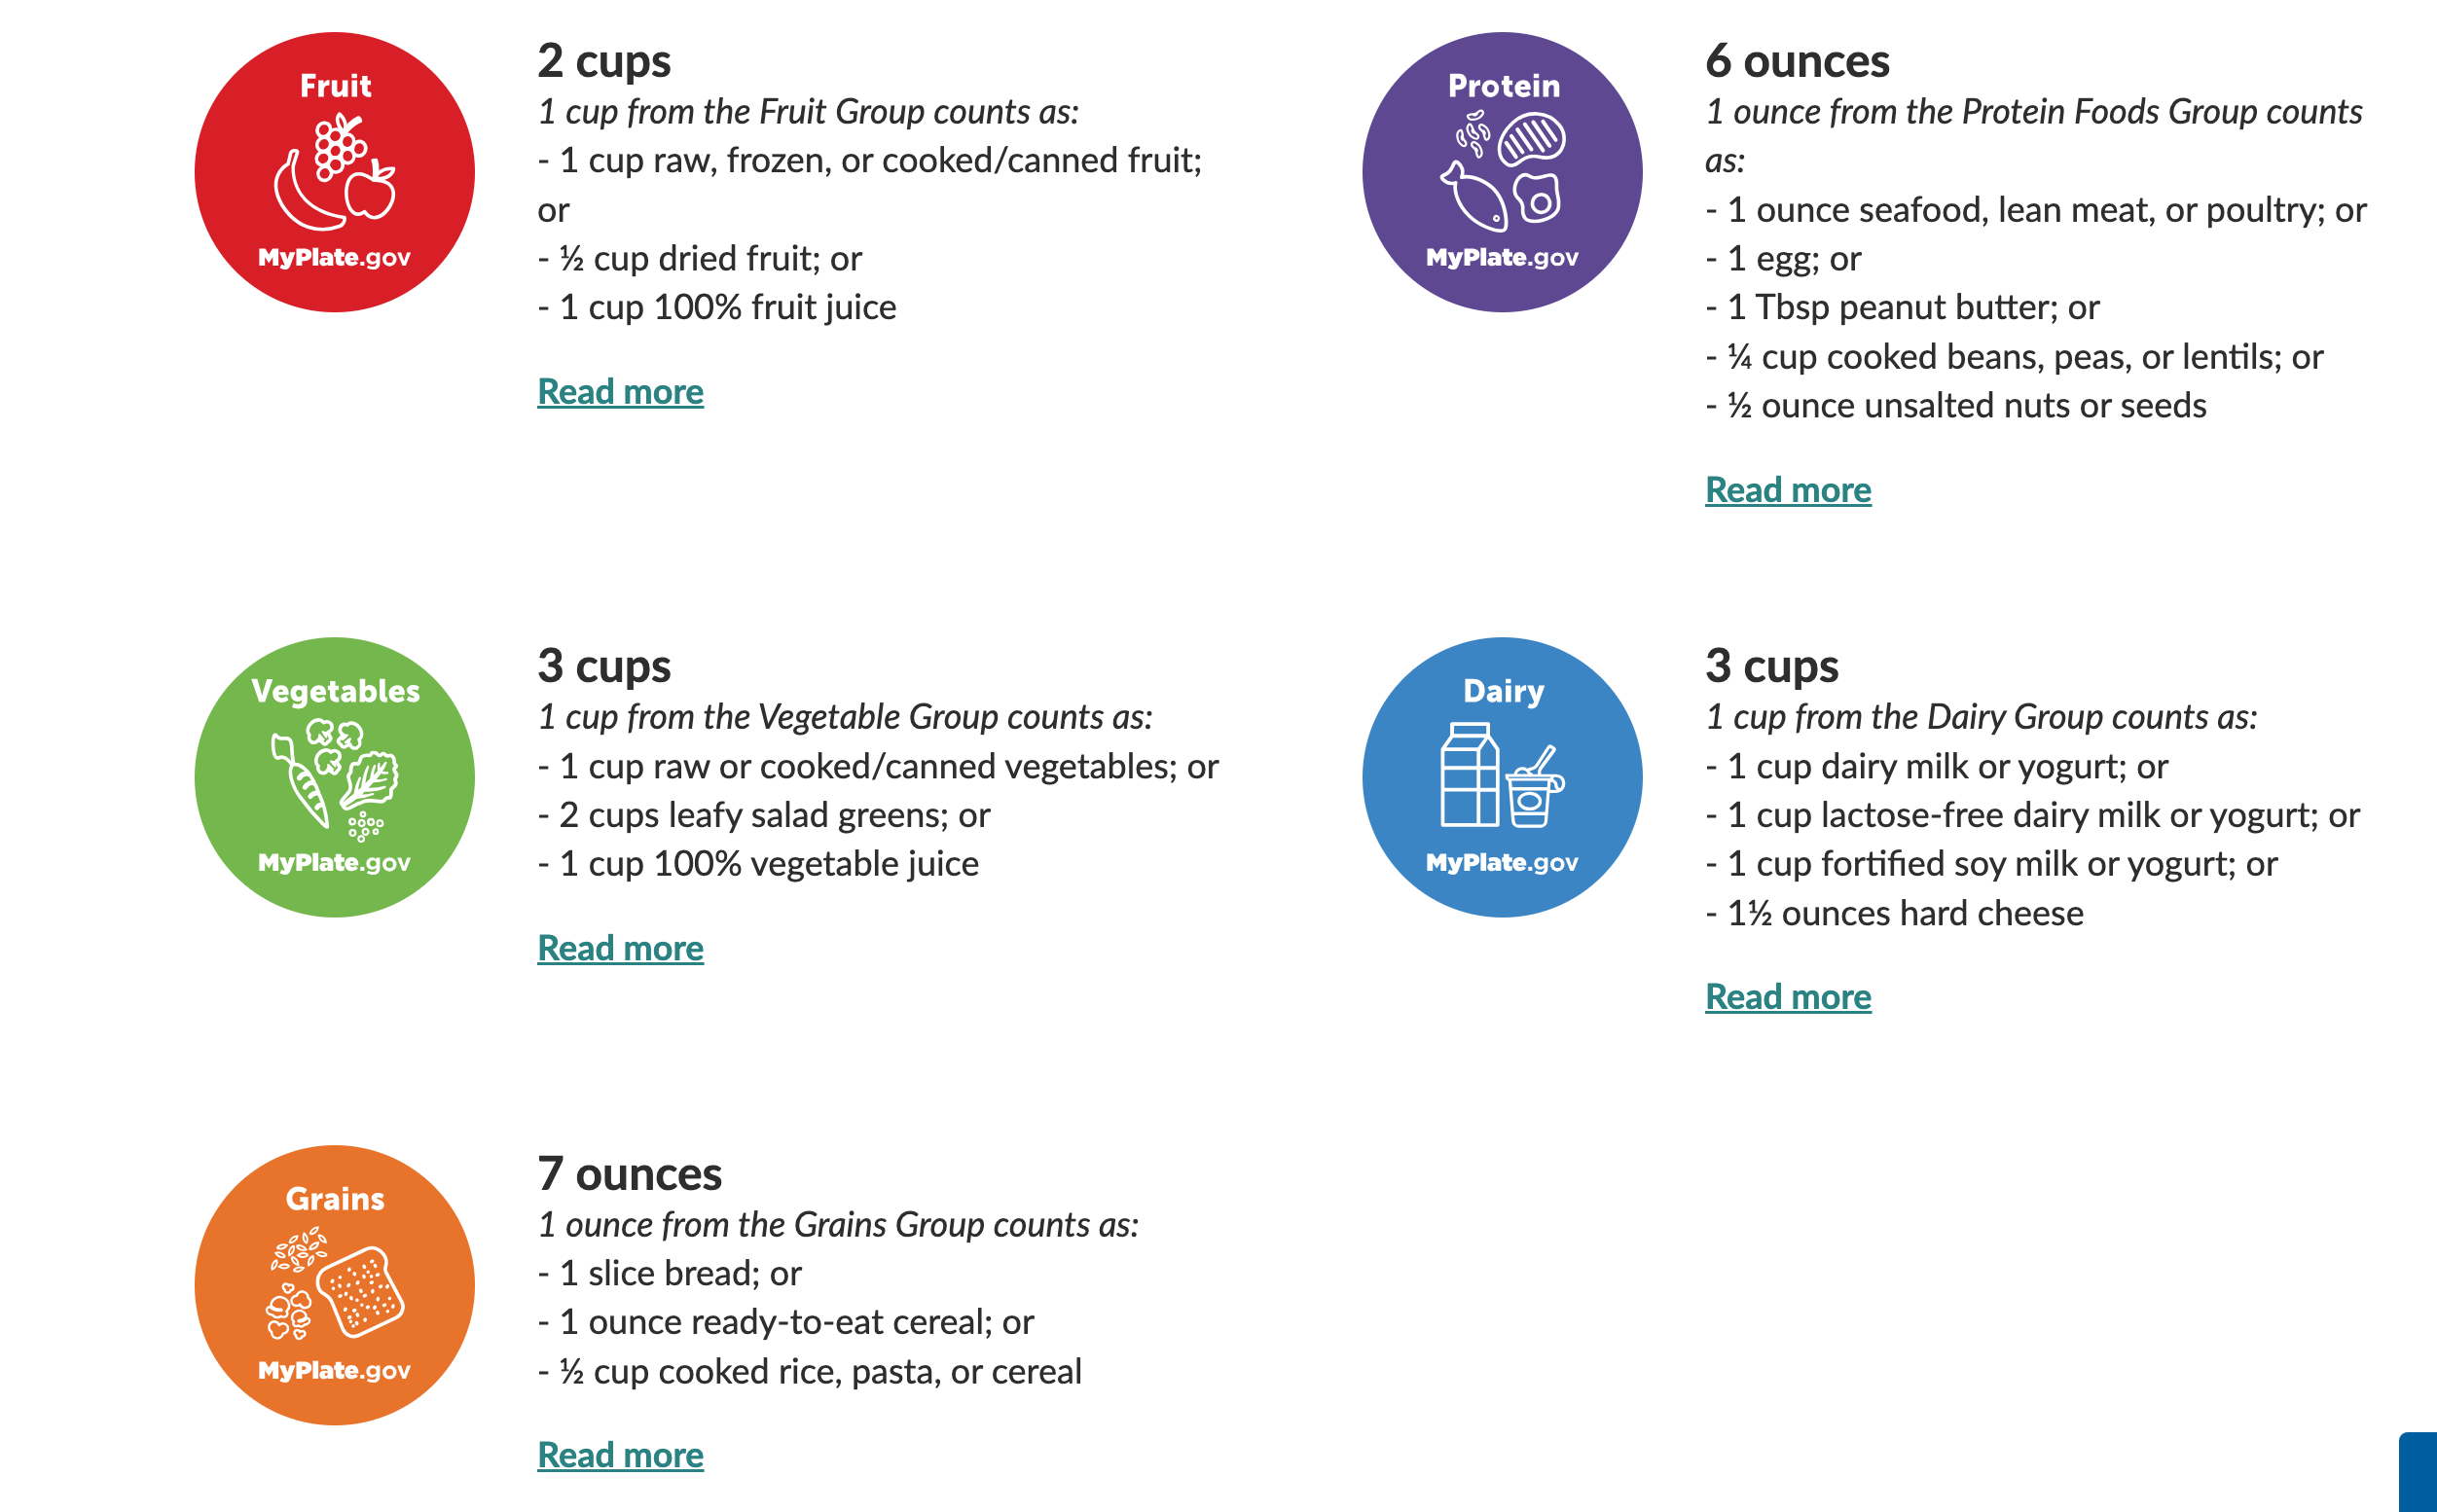 Fruit
MyPlate.gov
2 cups
1 cup from the Fruit Group counts as:
- 1 cup raw, frozen, or cooked/canned fruit;
or
- ½ cup dried fruit; or
- 1 cup 100% fruit juice
Read more
Protein
MyPlate.gov
6 ounces
1 ounce from the Protein Foods Group counts
as:
- 1 ounce seafood, lean meat, or poultry; or
- 1 egg; or
- 1 Tbsp peanut butter; or
- ¼ cup cooked beans, peas, or lentils; or
- ½ ounce unsalted nuts or seeds
Read more
Vegetables
MyPlate.gov
3 cups
1 cup from the Vegetable Group counts as:
- 1 cup raw or cooked/canned vegetables; or
- 2 cups leafy salad greens; or
- 1 cup 100% vegetable juice
Read more
Dairy
MyPlate.gov
3 cups
1 cup from the Dairy Group counts as:
- 1 cup dairy milk or yogurt; or
- 1 cup lactose-free dairy milk or yogurt; or
- 1 cup fortified soy milk or yogurt; or
- 1½ ounces hard cheese
Read more
Grains
MyPlate.gov
7 ounces
1 ounce from the Grains Group counts as:
- 1 slice bread; or
- 1 ounce ready-to-eat cereal; or
- ½ cup cooked rice, pasta, or cereal
Read more